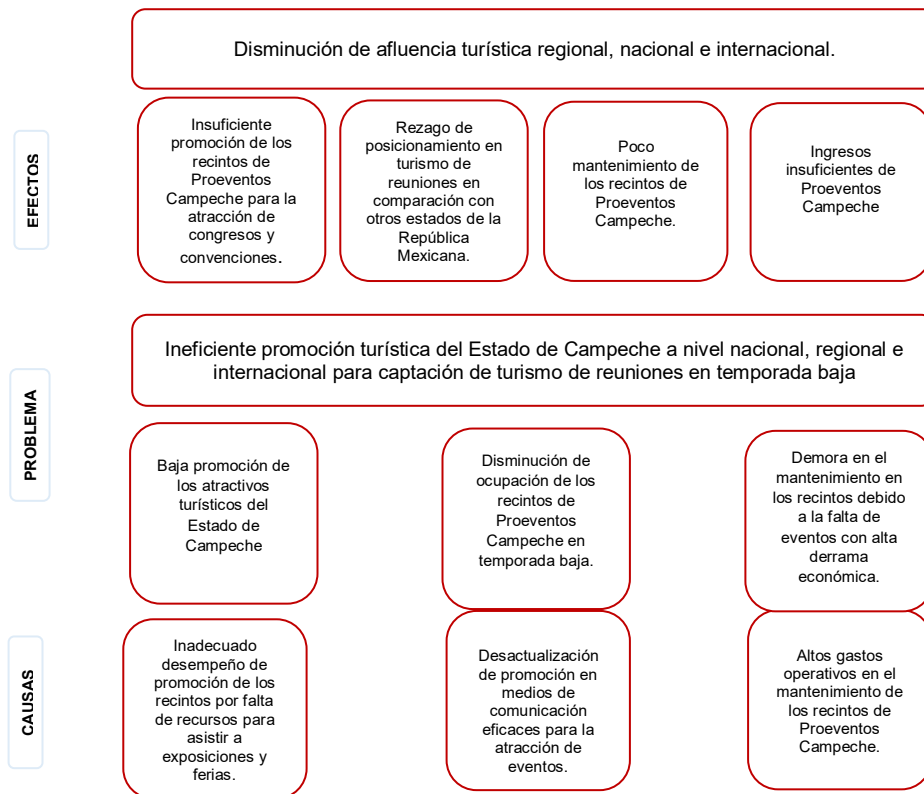 Disminución de afluencia turística regional, nacional e internacional.
EFECTOS
Insuficiente
promoción de los
recintos de
Proeventos
Campeche para la
atracción de
congresos y
convenciones.
Rezago de
posicionamiento en
turismo de
reuniones en
comparación con
otros estados de la
República
Mexicana.
Poco
mantenimiento de
los recintos de
Proeventos
Campeche.
Ingresos
insuficientes de
Proeventos
Campeche
PROBLEMA
Ineficiente promoción turística del Estado de Campeche a nivel nacional, regional e
internacional para captación de turismo de reuniones en temporada baja
Baja promoción de
los atractivos
turísticos del
Estado de
Campeche
Disminución de
ocupación de los
recintos de
Proeventos
Campeche en
temporada baja.
Demora en el
mantenimiento en
los recintos debido
a la falta de
eventos con alta
derrama
económica.
CAUSAS
Inadecuado
desempeño de
promoción de los
recintos por falta
de recursos para
asistir a
exposiciones y
ferias.
Desactualización
de promoción en
medios de
comunicación
eficaces para la
atracción de
eventos.
Altos gastos
operativos en el
mantenimiento de
los recintos de
Proeventos
Campeche.